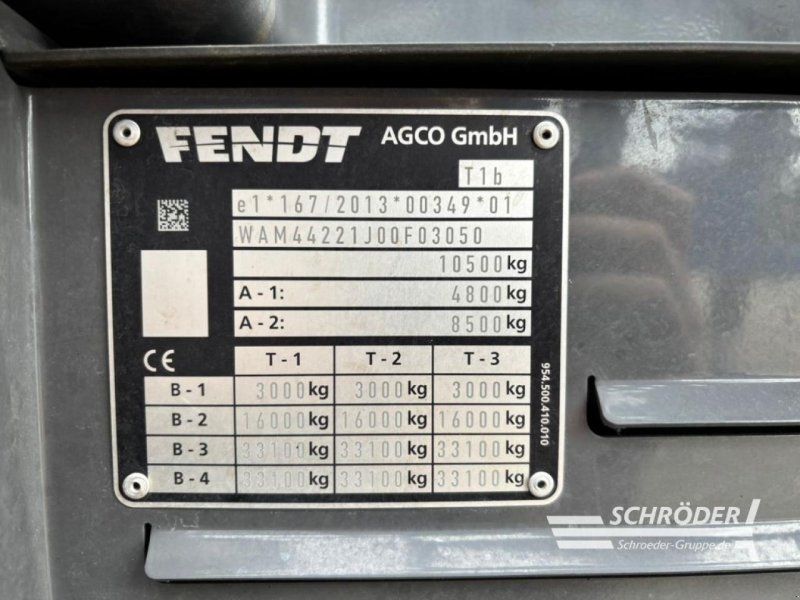 FENDT AGCO GmbH
T1b
e1*167/2013*00349*01
WAM44221J00F03050
10500 kg
A - 1: 4800 kg
A - 2: 8500 kg
CE T - 1 T - 2 T - 3
B - 1 3000 kg 3000 kg 3000 kg
B - 2 16000 kg 16000 kg 16000 kg
B - 3 33100 kg 33100 kg 33100 kg
B - 4 33100 kg 33100 kg 33100 kg
954.500.410.010
SCHRÖDER
Schroeder-Gruppe.de